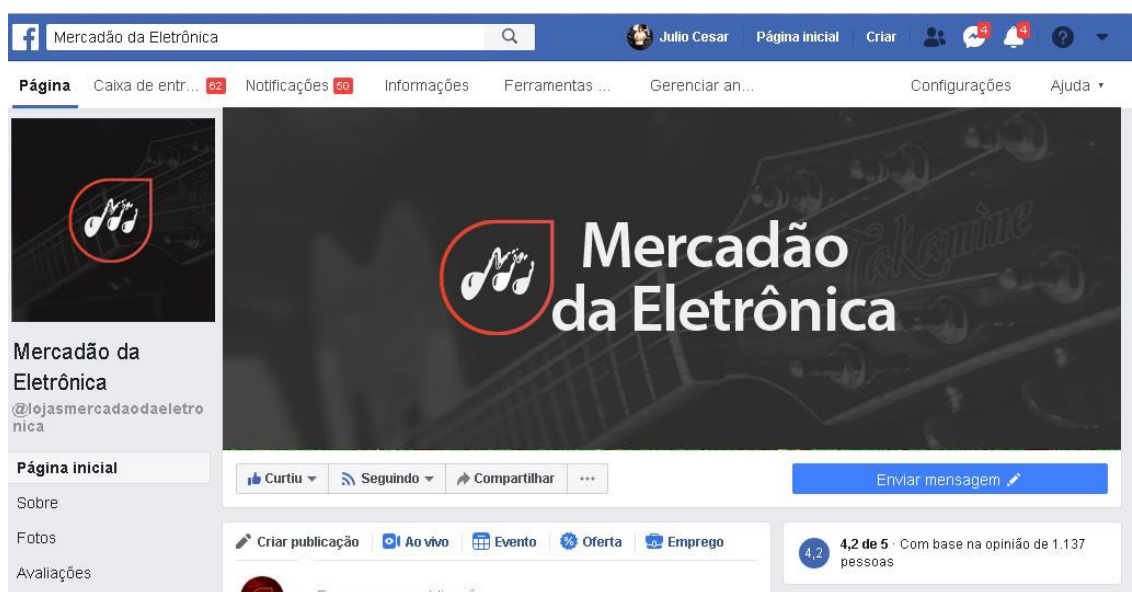 Mercadão da Eletrônica
Julio Cesar Página inicial Criar 4 4
Página Caixa de entr... 62 Notificações 50 Informações Ferramentas ... Gerenciar an... Configurações Ajuda
Takamine
Mercadão
da Eletrônica
Mercadão da
Eletrônica
@lojasmercadaodaeletro
nica
Página inicial
Sobre
Fotos
Avaliações
Curtiu Seguindo Compartilhar ...
Enviar mensagem
Criar publicação Ao vivo Evento Oferta Emprego
4,2 4,2 de 5 · Com base na opinião de 1.137
pessoas